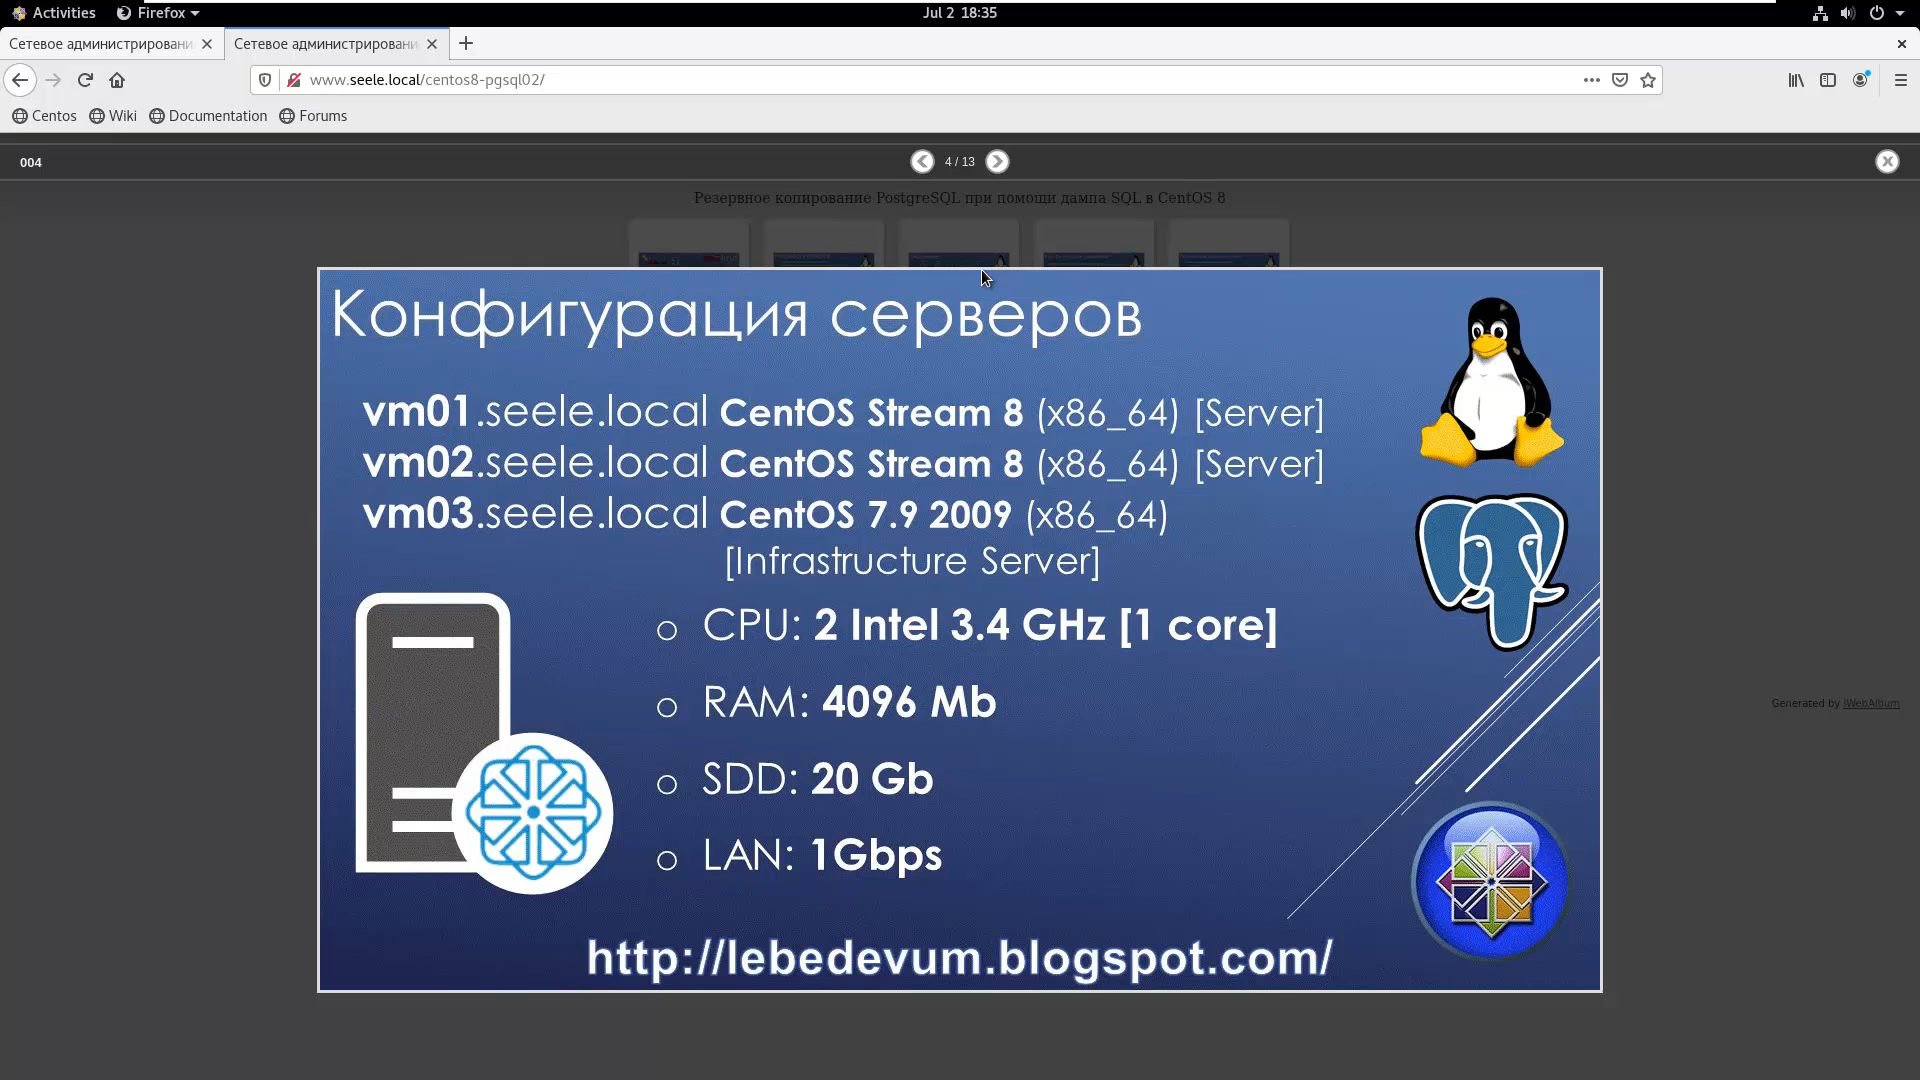 Activities
Firefox
Jul 2 18:35
Сетевое администрировани
Сетевое администрировани
www.seele.local/centos8-pgsql02/
Centos
Wiki
Documentation
Forums
004
4 / 13
Резервное копирование PostgreSQL при помощи дампа SQL в CentOS 8
Конфигурация серверов
vm01.seele.local CentOS Stream 8 (x86_64) [Server]
vm02.seele.local CentOS Stream 8 (x86_64) [Server]
vm03.seele.local CentOS 7.9 2009 (x86_64)
[Infrastructure Server]
CPU: 2 Intel 3.4 GHz [1 core]
RAM: 4096 Mb
SDD: 20 Gb
LAN: 1Gbps
http://lebedevum.blogspot.com/
Generated by JWebAlbum